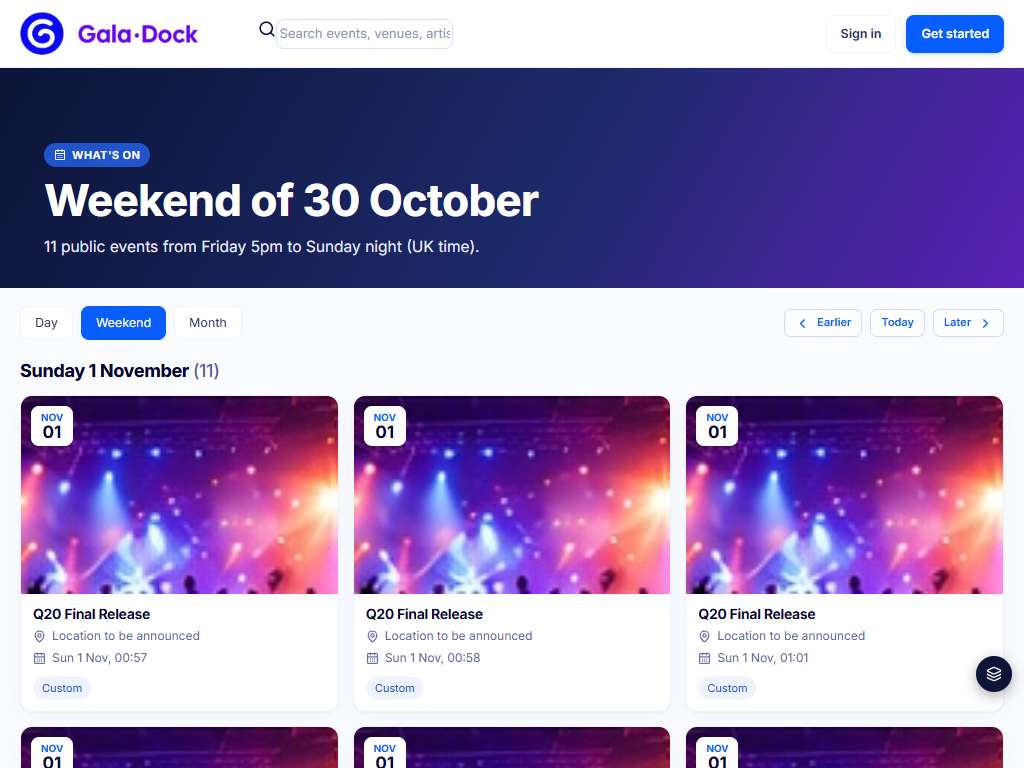 Gala·Dock
Search events, venues, artis
Sign in
Get started
WHAT'S ON
Weekend of 30 October
11 public events from Friday 5pm to Sunday night (UK time).
Day
Weekend
Month
Earlier
Today
Later
Sunday 1 November (11)
NOV
01
NOV
01
NOV
01
Q20 Final Release
Location to be announced
Sun 1 Nov, 00:57
Custom
Q20 Final Release
Location to be announced
Sun 1 Nov, 00:58
Custom
Q20 Final Release
Location to be announced
Sun 1 Nov, 01:01
Custom
NOV
01
NOV
01
NOV
01